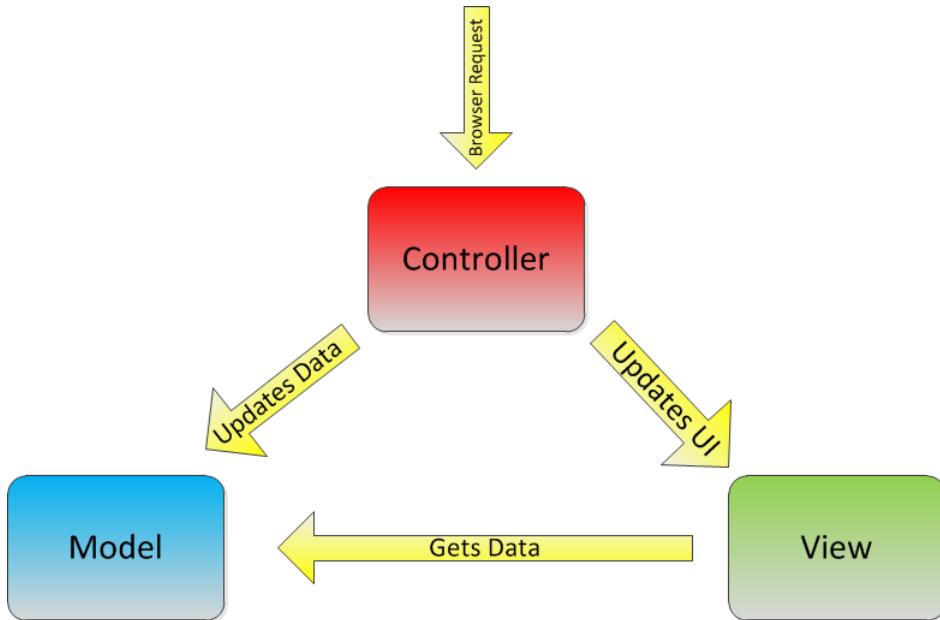 Browser Request
Controller
Updates Data
Updates UI
Model
Gets Data
View